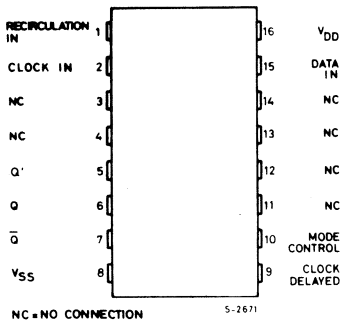 RECIRCULATION IN 1
CLOCK IN 2
NC 3
NC 4
Q' 5
Q 6
Q̅ 7
VSS 8
16 VDD
15 DATA IN
14 NC
13 NC
12 NC
11 NC
10 MODE CONTROL
9 CLOCK DELAYED
NC = NO CONNECTION
S-2671